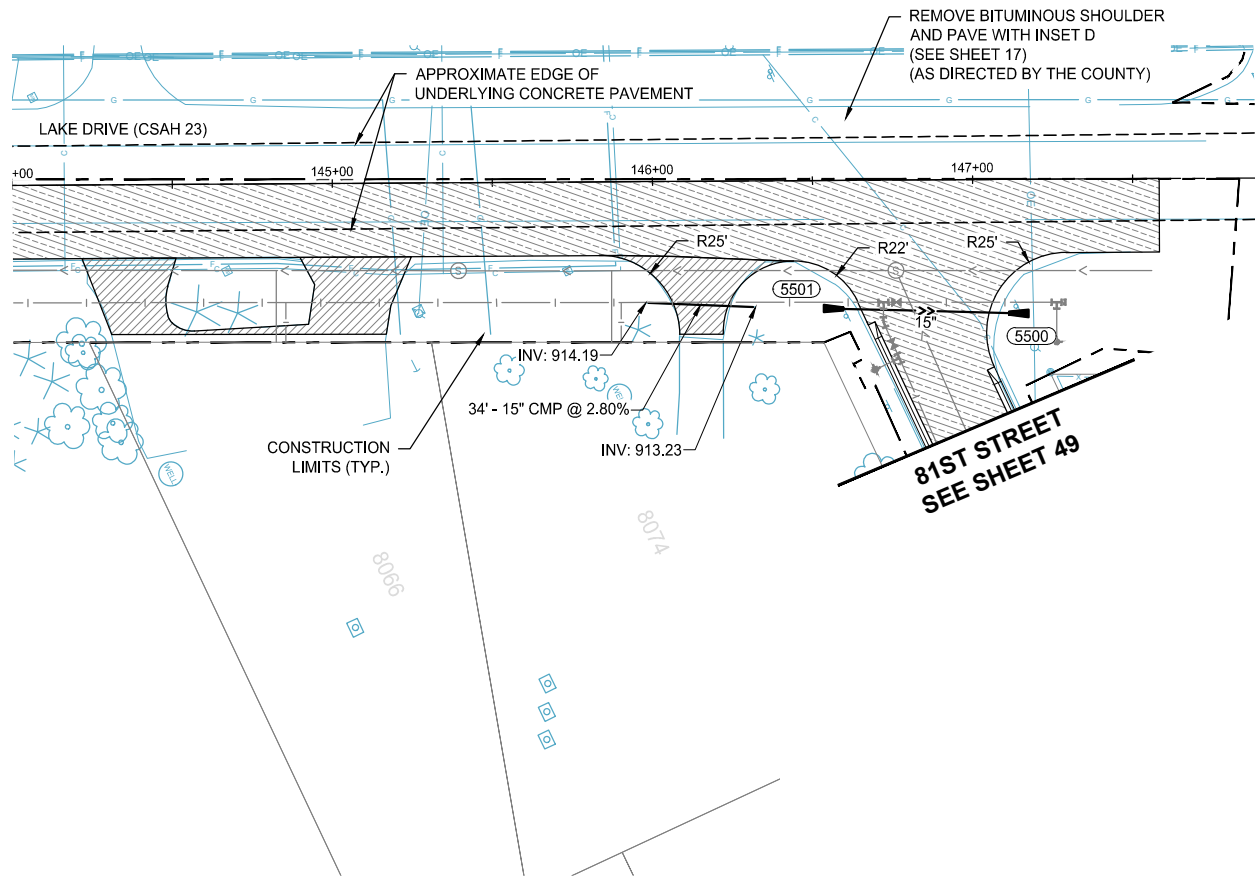 REMOVE BITUMINOUS SHOULDER
AND PAVE WITH INSET D
(SEE SHEET 17)
(AS DIRECTED BY THE COUNTY)
APPROXIMATE EDGE OF
UNDERLYING CONCRETE PAVEMENT
LAKE DRIVE (CSAH 23)
+00
145+00
146+00
147+00
R25'
R22'
R25'
5501
15"
5500
INV: 914.19
34' - 15" CMP @ 2.80%
INV: 913.23
CONSTRUCTION
LIMITS (TYP.)
WELL
WELL
81ST STREET
SEE SHEET 49
8074
8066